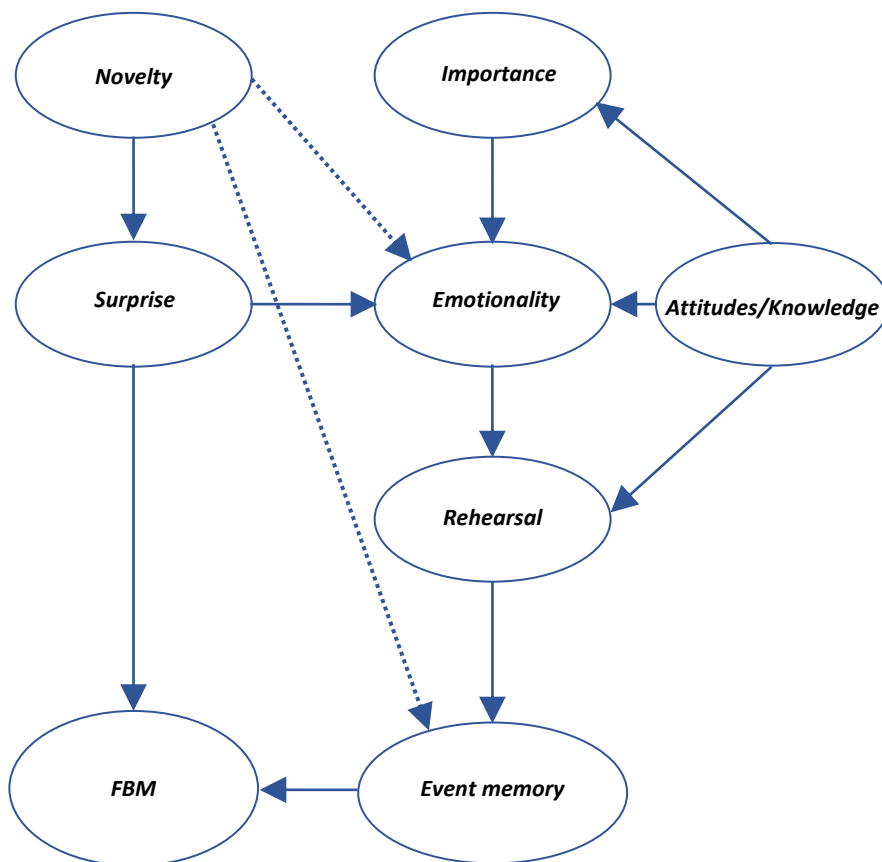 Novelty
Importance
Surprise
Emotionality
Attitudes/Knowledge
Rehearsal
FBM
Event memory